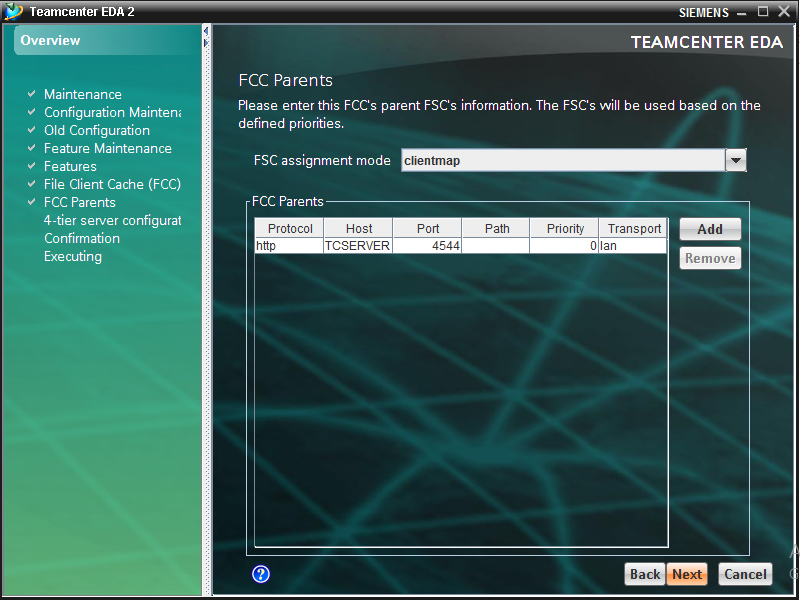 Teamcenter EDA 2
SIEMENS
Overview
TEAMCENTER EDA
Maintenance
Configuration Maintena
Old Configuration
Feature Maintenance
Features
File Client Cache (FCC)
FCC Parents
4-tier server configurat
Confirmation
Executing
FCC Parents
Please enter this FCC's parent FSC's information. The FSC's will be used based on the
defined priorities.
FSC assignment mode clientmap
FCC Parents
Protocol Host Port Path Priority Transport
http TCSERVER 4544 0 lan
Add
Remove
?
Back Next Cancel